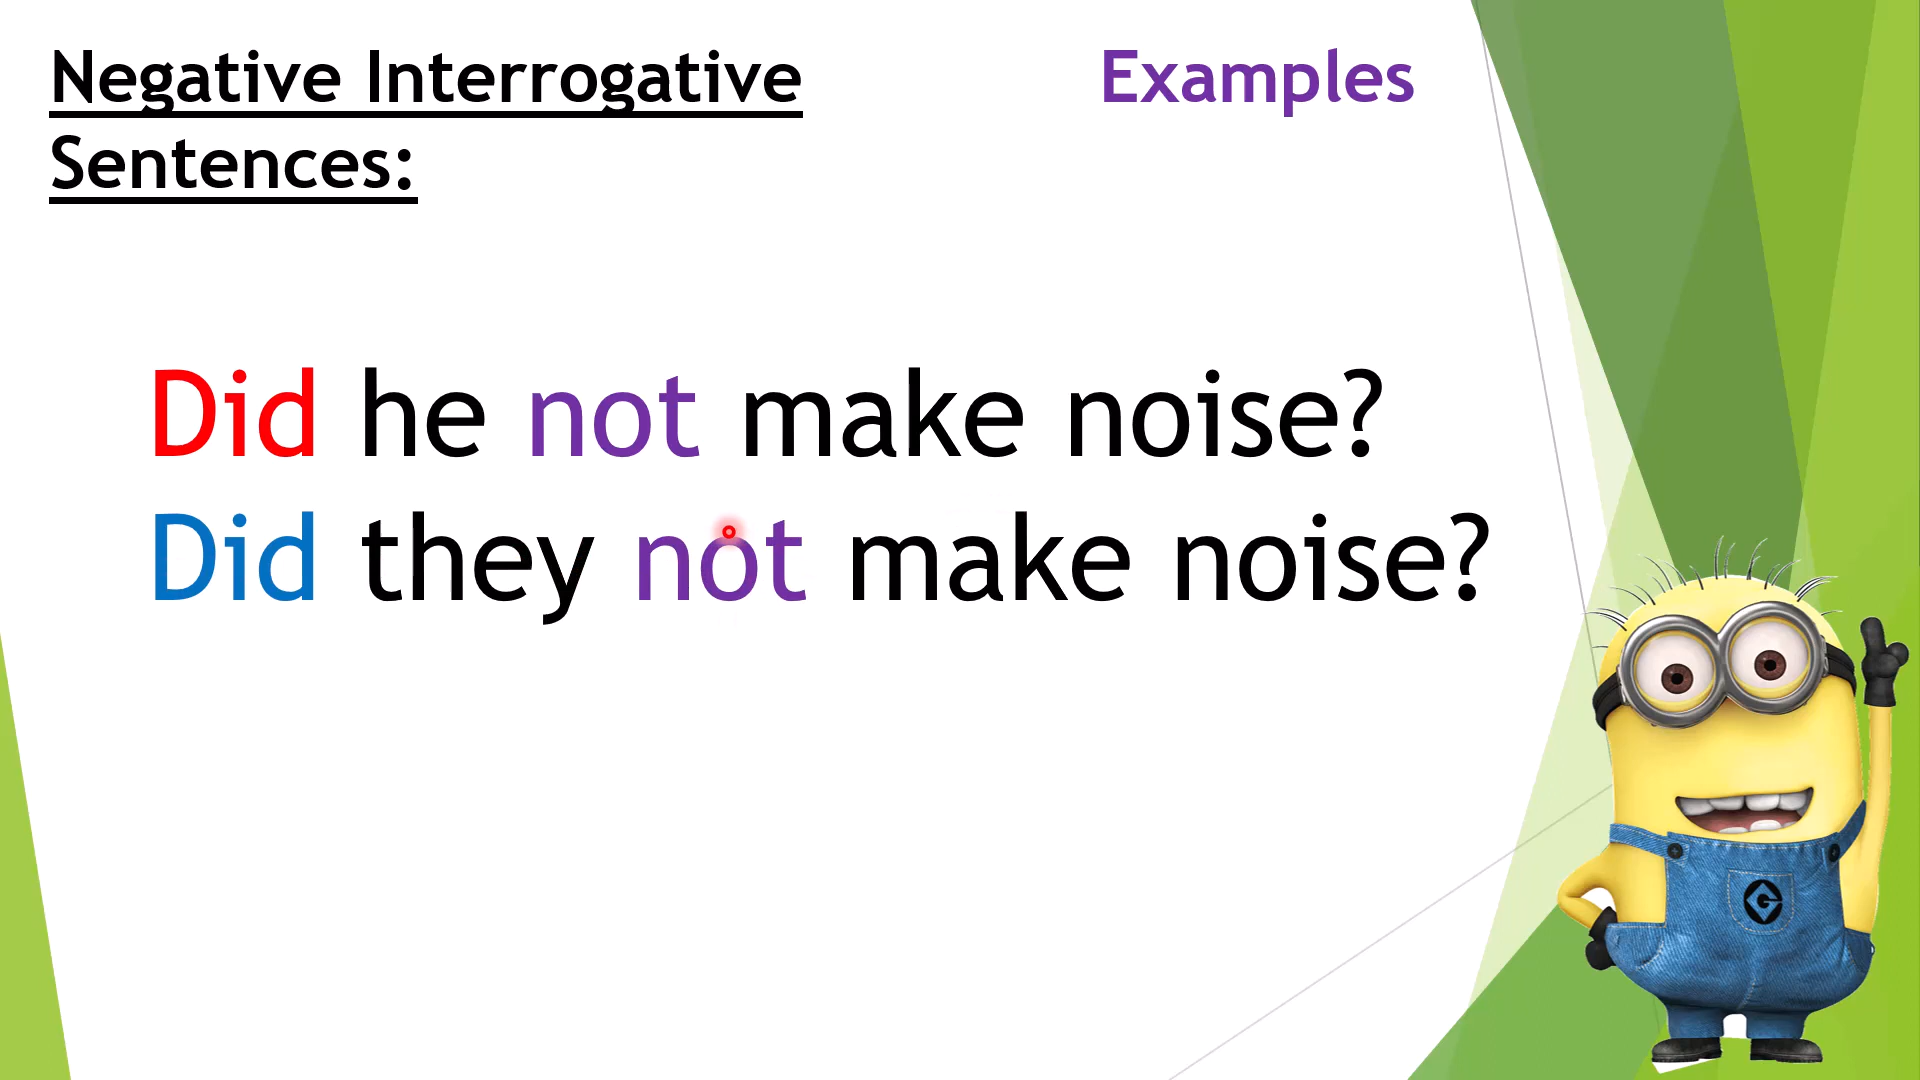 Negative Interrogative Examples
Sentences:
Did he not make noise?
Did they not make noise?